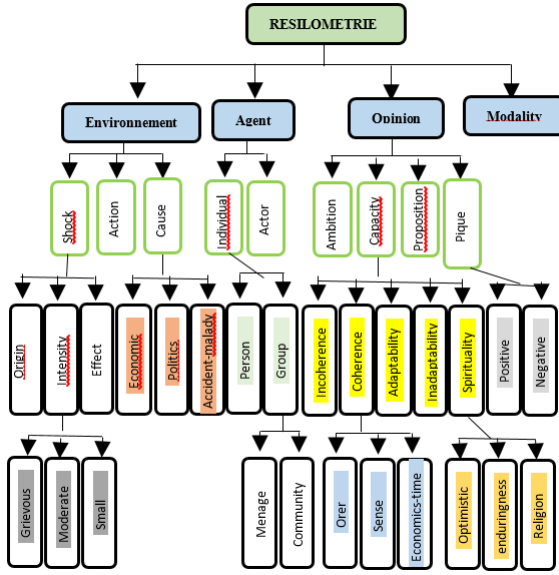 RESILOMETRIE
Environnement
Agent
Opinion
Modality
Shock
Action
Cause
Individual
Actor
Ambition
Capacity
Proposition
Pique
Origin
Intensity
Effect
Economic
Politics
Accident-malady
Person
Group
Incoherence
Coherence
Adaptability
Inadaptability
Spirituality
Positive
Negative
Grievous
Moderate
Small
Menage
Community
Orer
Sense
Economics-time
Optimistic
enduringness
Religion